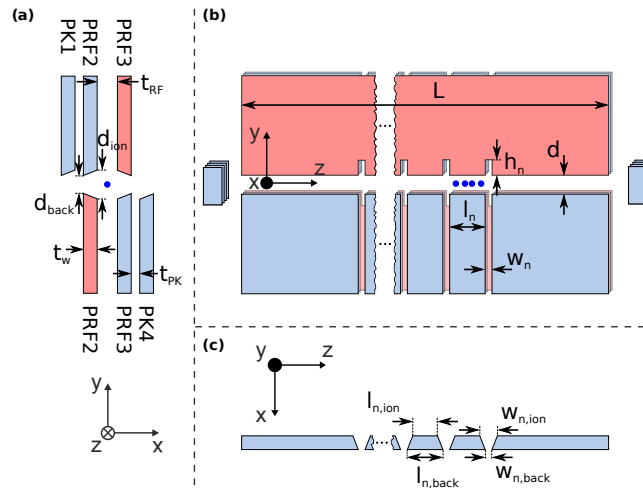 (a)
PK1
PRF2
PRF3
t_RF
d_ion
d_back
t_w
t_PK
PRF2
PRF3
PK4
y
z
x
(b)
L
y
x
z
...
h_n
d
l_n
w_n
...
(c)
y
z
x
l_n,ion
w_n,ion
...
l_n,back
w_n,back